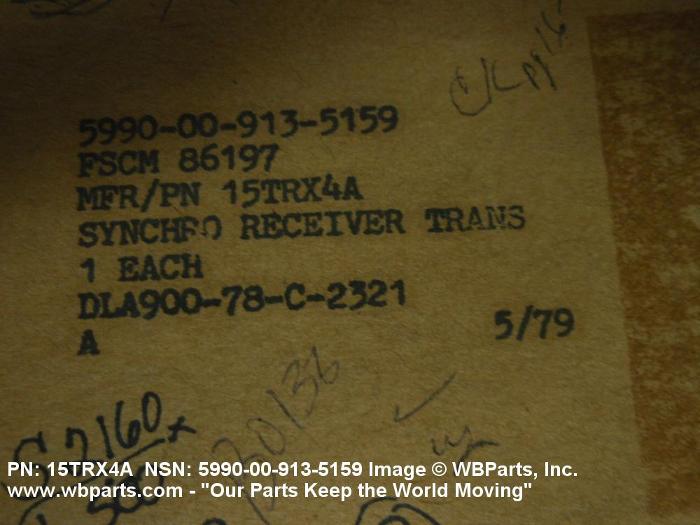 5990-00-913-5159
FSCM 86197
MFR/PN 15TRX4A
SYNCHRO RECEIVER TRANS
1 EACH
DLA900-78-C-2321
A 5/79
2160
20136
PN: 15TRX4A NSN: 5990-00-913-5159 Image © WBParts, Inc.
www.wbparts.com - "Our Parts Keep the World Moving"